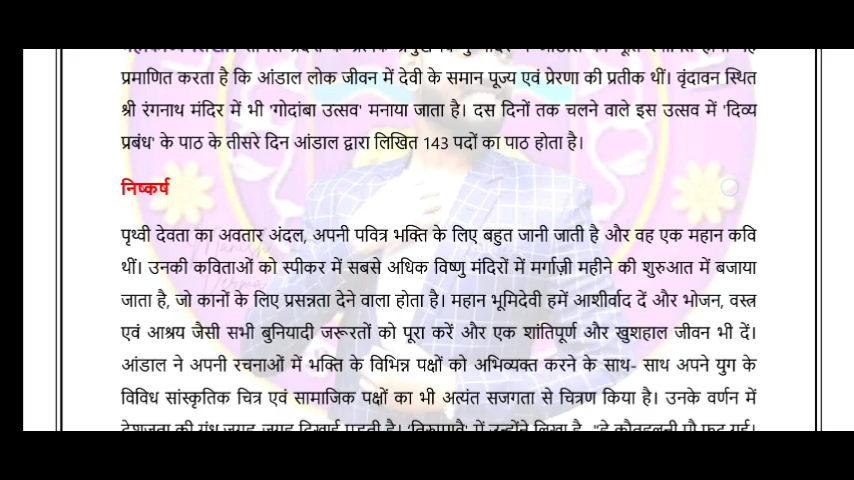 प्रमाणित करता है कि आंडाल लोक जीवन में देवी के समान पूज्य एवं प्रेरणा की प्रतीक थीं। वृंदावन स्थित
श्री रंगनाथ मंदिर में भी 'गोदांबा उत्सव' मनाया जाता है। दस दिनों तक चलने वाले इस उत्सव में 'दिव्य
प्रबंध' के पाठ के तीसरे दिन आंडाल द्वारा लिखित 143 पदों का पाठ होता है।
निष्कर्ष
पृथ्वी देवता का अवतार अंदल, अपनी पवित्र भक्ति के लिए बहुत जानी जाती है और वह एक महान कवि
थीं। उनकी कविताओं को स्पीकर में सबसे अधिक विष्णु मंदिरों में मर्गाज़ी महीने की शुरुआत में बजाया
जाता है, जो कानों के लिए प्रसन्नता देने वाला होता है। महान भूमिदेवी हमें आशीर्वाद दें और भोजन, वस्त्र
एवं आश्रय जैसी सभी बुनियादी जरूरतों को पूरा करें और एक शांतिपूर्ण और खुशहाल जीवन भी दें।
आंडाल ने अपनी रचनाओं में भक्ति के विभिन्न पक्षों को अभिव्यक्त करने के साथ- साथ अपने युग के
विविध सांस्कृतिक चित्र एवं सामाजिक पक्षों का भी अत्यंत सजगता से चित्रण किया है। उनके वर्णन में
की गंध जगह-जगह दिखाई पड़ती है। में उन्होंने लिखा है